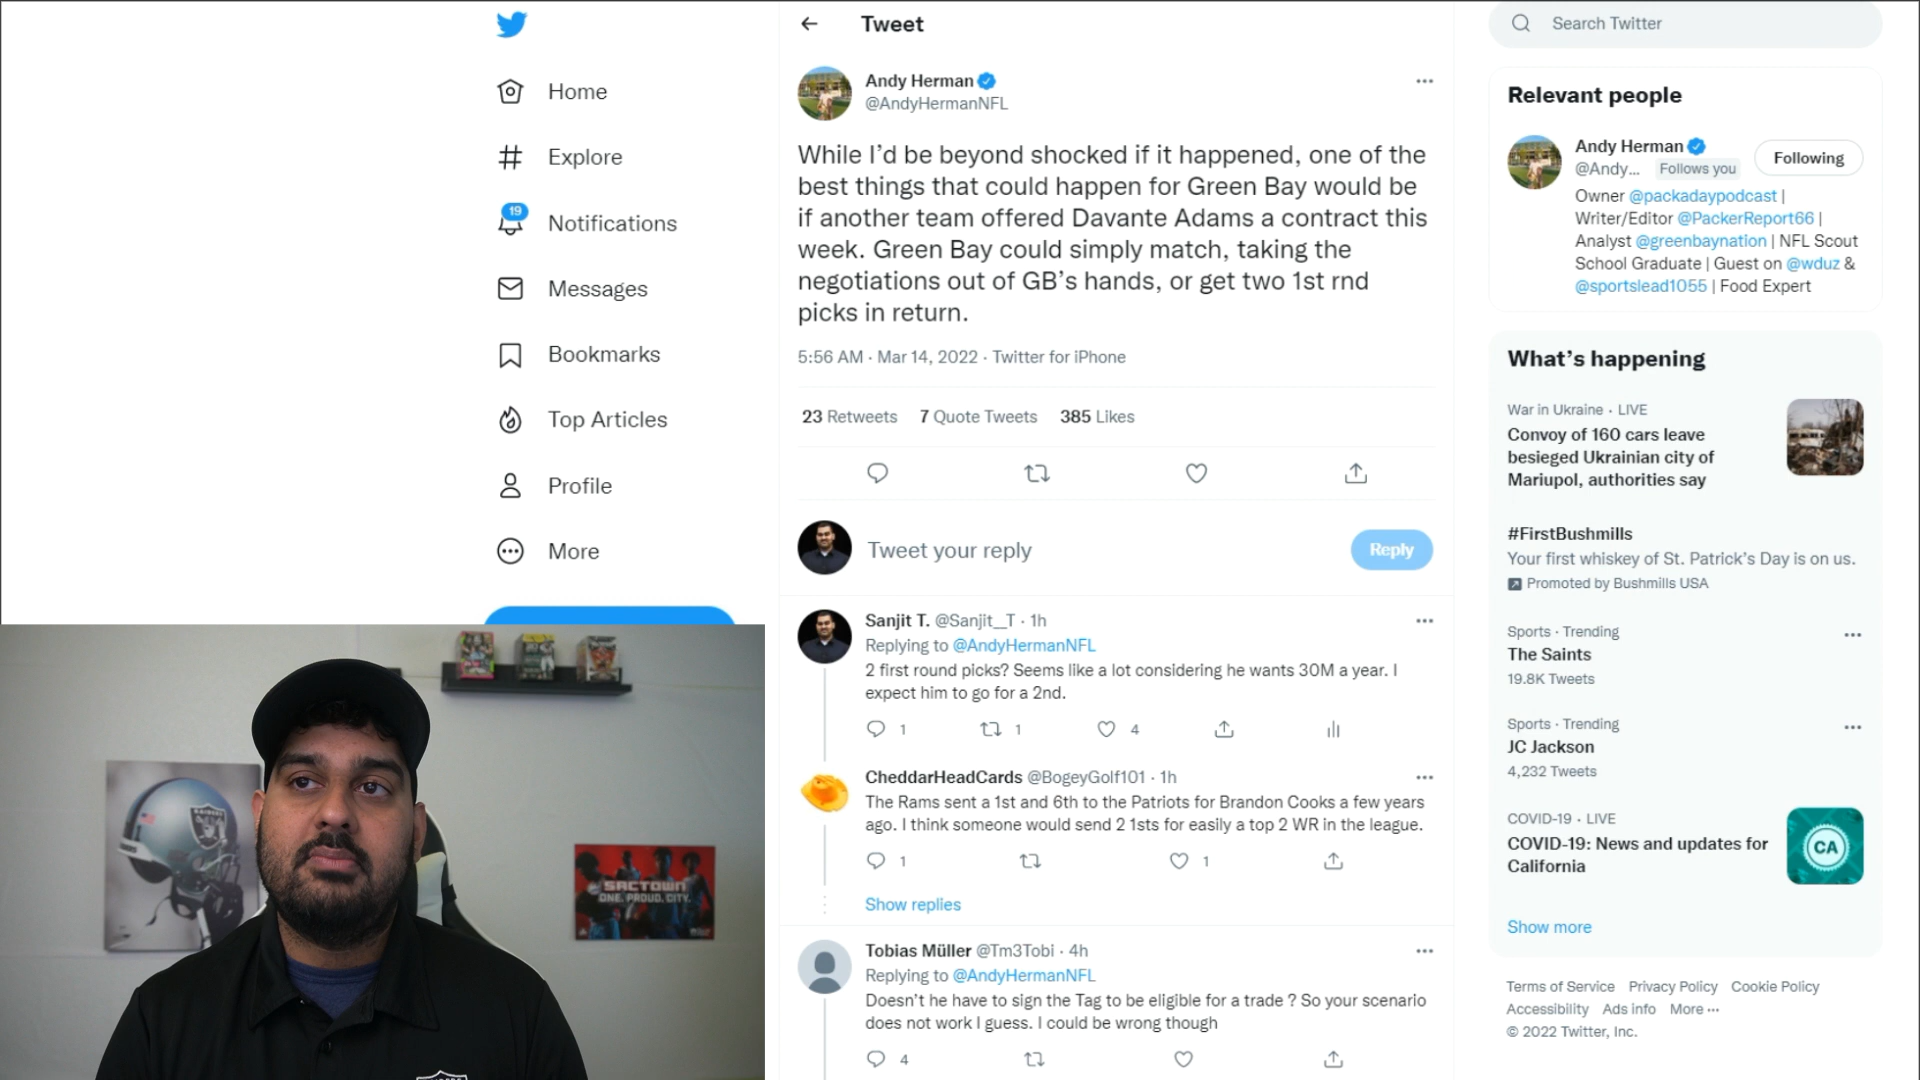 Tweet
Search Twitter
Home
Explore
19
Notifications
Messages
Bookmarks
Top Articles
Profile
More
Andy Herman
@AndyHermanNFL
While I’d be beyond shocked if it happened, one of the
best things that could happen for Green Bay would be
if another team offered Davante Adams a contract this
week. Green Bay could simply match, taking the
negotiations out of GB’s hands, or get two 1st rnd
picks in return.
5:56 AM · Mar 14, 2022 · Twitter for iPhone
23 Retweets 7 Quote Tweets 385 Likes
Tweet your reply
Reply
Sanjit T. @Sanjit__T · 1h
Replying to @AndyHermanNFL
2 first round picks? Seems like a lot considering he wants 30M a year. I
expect him to go for a 2nd.
1 1 4
CheddarHeadCards @BogeyGolf101 · 1h
The Rams sent a 1st and 6th to the Patriots for Brandon Cooks a few years
ago. I think someone would send 2 1sts for easily a top 2 WR in the league.
1 1
Show replies
Tobias Müller @Tm3Tobi · 4h
Replying to @AndyHermanNFL
Doesn’t he have to sign the Tag to be eligible for a trade ? So your scenario
does not work I guess. I could be wrong though
4
Relevant people
Andy Herman
@Andy... Follows you
Following
Owner @packadaypodcast |
Writer/Editor @PackerReport66 |
Analyst @greenbaynation | NFL Scout
School Graduate | Guest on @wduz &
@sportslead1055 | Food Expert
What’s happening
War in Ukraine · LIVE
Convoy of 160 cars leave
besieged Ukrainian city of
Mariupol, authorities say
#FirstBushmills
Your first whiskey of St. Patrick’s Day is on us.
Promoted by Bushmills USA
Sports · Trending
The Saints
19.8K Tweets
Sports · Trending
JC Jackson
4,232 Tweets
COVID-19 · LIVE
COVID-19: News and updates for
California
CA
Show more
Terms of Service Privacy Policy Cookie Policy
Accessibility Ads info More ···
© 2022 Twitter, Inc.
RAIDERS
SACTOWN
ONE. PROUD. CITY.